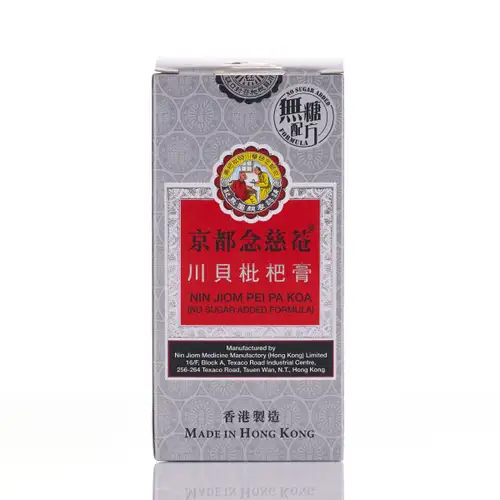 NO SUGAR ADDED
無糖
配方
FORMULA
京都念慈菴
川貝枇杷膏
NIN JIOM PEI PA KOA
(NO SUGAR ADDED FORMULA)
Manufactured by
Nin Jiom Medicine Manufactory (Hong Kong) Limited
16/F, Block A, Texaco Road Industrial Centre,
256-264 Texaco Road, Tsuen Wan, N.T., Hong Kong
香港製造
MADE IN HONG KONG